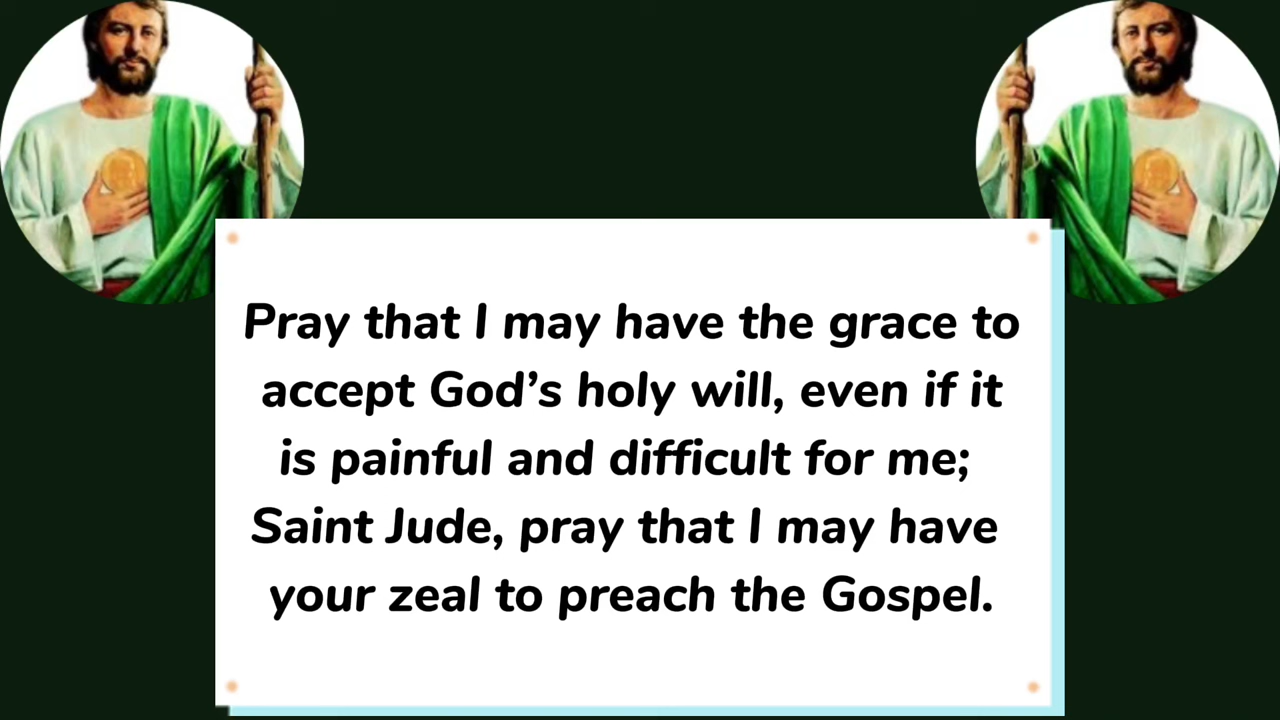 Pray that I may have the grace to
accept God’s holy will, even if it
is painful and difficult for me;
Saint Jude, pray that I may have
your zeal to preach the Gospel.